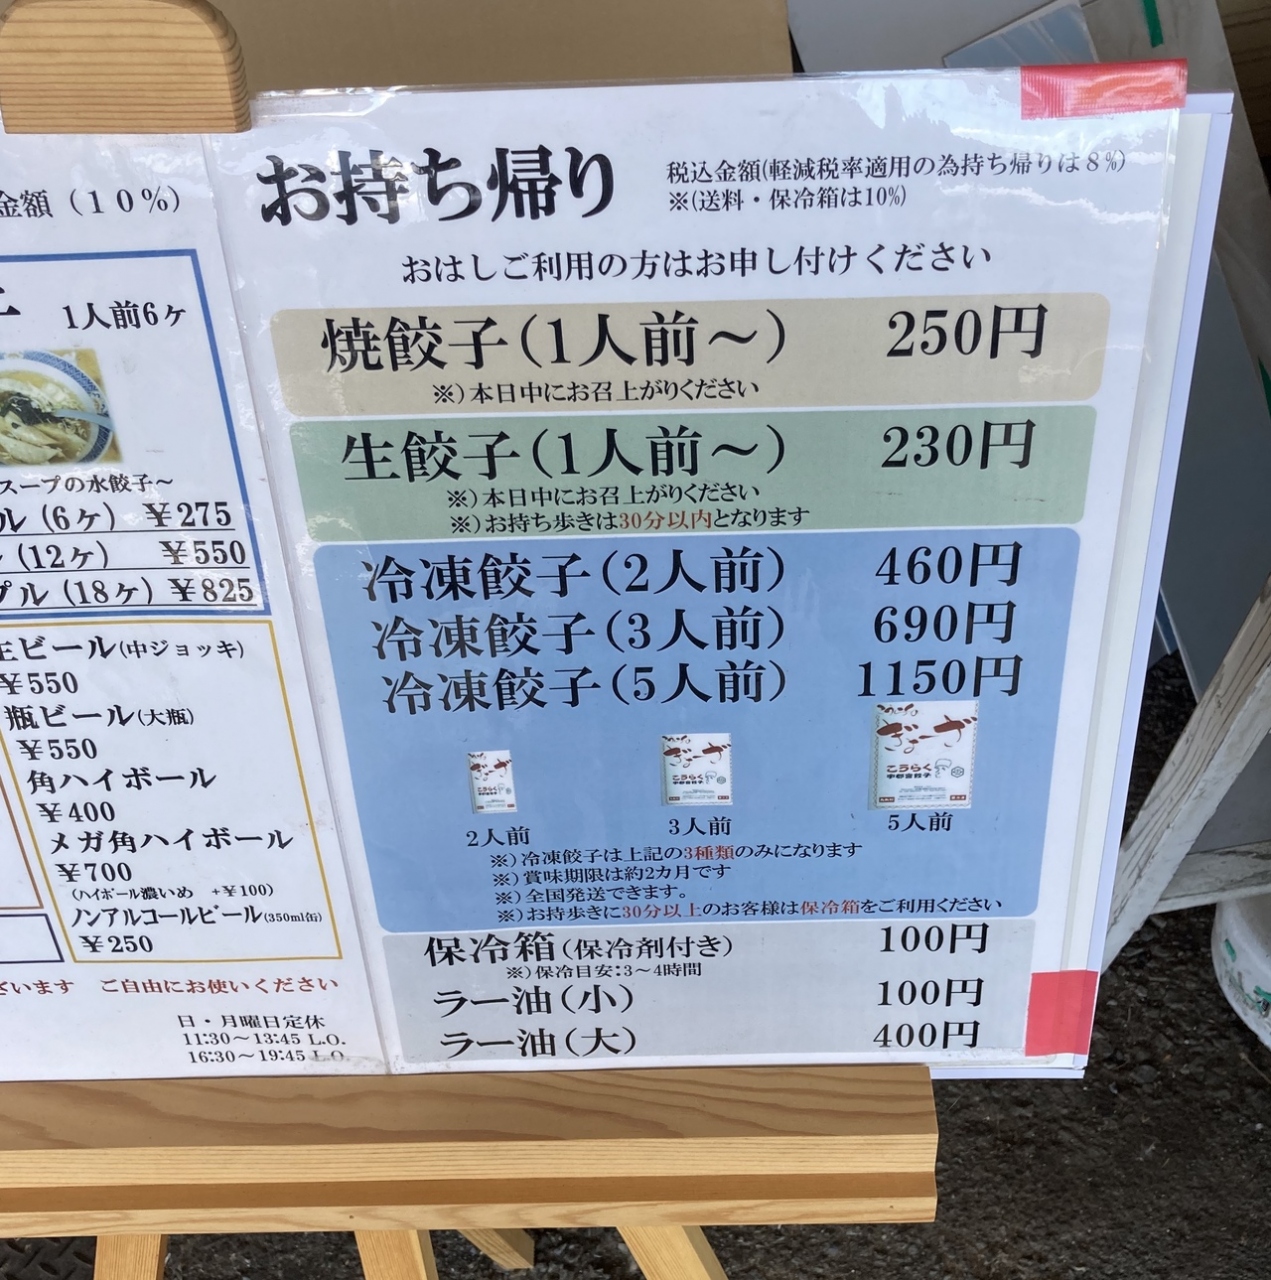 金額（10%）
1人前6ヶ
スープの水餃子～
ル（6ヶ） ¥275
（12ヶ） ¥550
プル（18ヶ） ¥825
生ビール(中ジョッキ)
¥550
瓶ビール(大瓶)
¥550
角ハイボール
¥400
メガ角ハイボール
¥700
(ハイボール濃いめ +¥100)
ノンアルコールビール(350ml缶)
¥250
ざいます ご自由にお使いください
日・月曜日定休
11:30～13:45 L.O.
16:30～19:45 L.O.
お持ち帰り
税込金額(軽減税率適用の為持ち帰りは8%)
※(送料・保冷箱は10%)
おはしご利用の方はお申し付けください
焼餃子(1人前～) 250円
※)本日中にお召上がりください
生餃子(1人前～) 230円
※)本日中にお召上がりください
※)お持ち歩きは30分以内となります
冷凍餃子(2人前) 460円
冷凍餃子(3人前) 690円
冷凍餃子(5人前) 1150円
ぎょーざ
こうらく
宇都宮餃子
2人前
3人前
5人前
※)冷凍餃子は上記の3種類のみになります
※)賞味期限は約2カ月です
※)全国発送できます。
※)お持歩きに30分以上のお客様は保冷箱をご利用ください
保冷箱(保冷剤付き) 100円
※)保冷目安:3～4時間
ラー油(小) 100円
ラー油(大) 400円